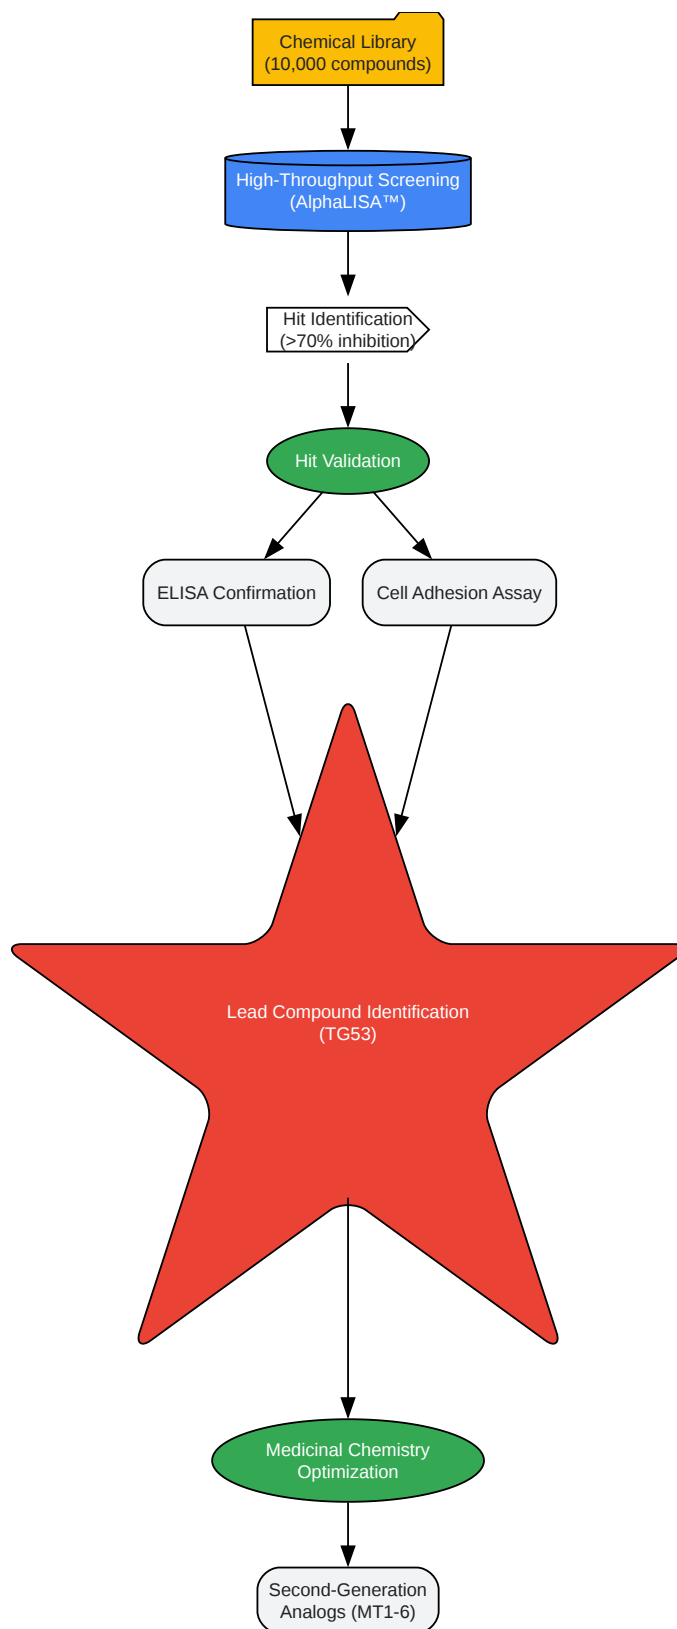 Chemical Library
(10,000 compounds)
High-Throughput Screening
(AlphaLISA™)
Hit Identification
(>70% inhibition)
Hit Validation
ELISA Confirmation
Cell Adhesion Assay
Lead Compound Identification
(TG53)
Medicinal Chemistry
Optimization
Second-Generation
Analogs (MT1-6)